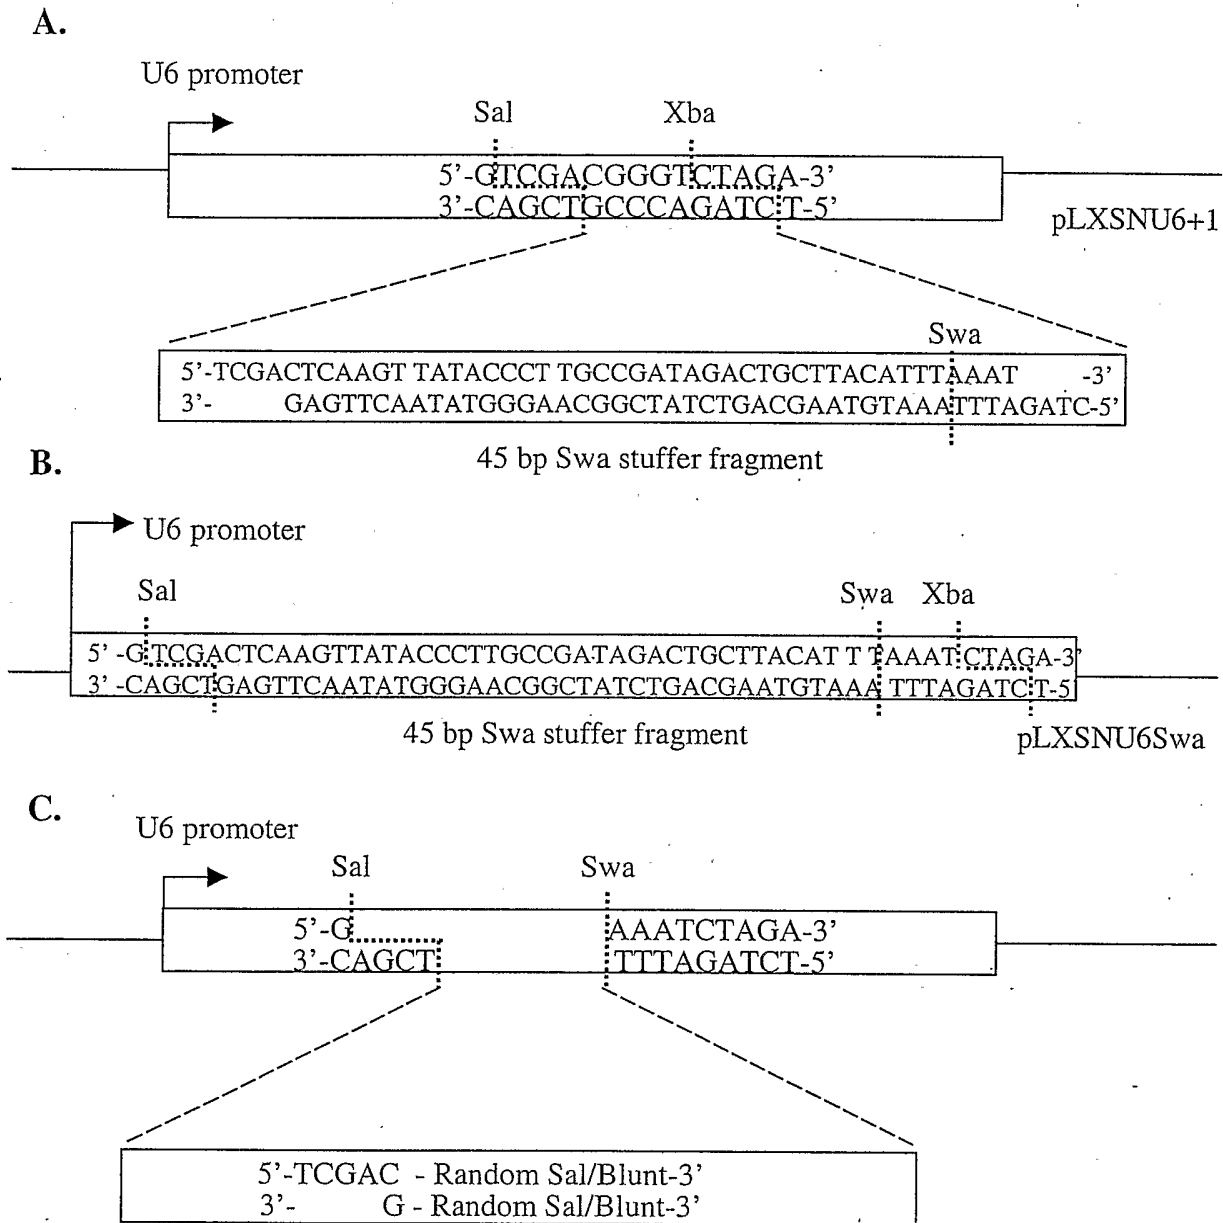 A.
U6 promoter
Sal Xba
5'-GTCGACGGGTCTAGA-3'
3'-CAGCTGCCCAGATCT-5'
pLXSNU6+1
Swa
5'-TCGACTCAAGT TATACCCT TGCCGATAGACTGCTTACATTTAAAT -3'
3'- GAGTTCAATATGGGAACGGCTATCTGACGAATGTAAATTTAGATC-5'
45 bp Swa stuffer fragment
B.
U6 promoter
Sal Swa Xba
5' -GTCGACTCAAGTTATACCCTTGCCGATAGACTGCTTACAT T TAAATCTAGA-3'
3' -CAGCTGAGTTCAATATGGGAACGGCTATCTGACGAATGTAAA TTTAGATCT-5'
45 bp Swa stuffer fragment
pLXSNU6Swa
C.
U6 promoter
Sal Swa
5'-G AAATCTAGA-3'
3'-CAGCT TTTAGATCT-5'
5'-TCGAC - Random Sal/Blunt-3'
3'- G - Random Sal/Blunt-3'